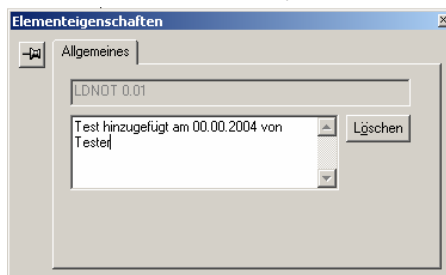 Elementeigenschaften
Allgemeines
LDNOT 0.01
Test hinzugefügt am 00.00.2004 von
Tester
Löschen